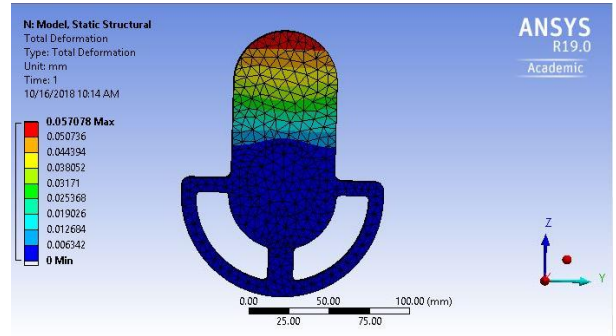 N: Model, Static Structural
Total Deformation
Type: Total Deformation
Unit: mm
Time: 1
10/16/2018 10:14 AM
0.057078 Max
0.050736
0.044394
0.038052
0.03171
0.025368
0.019026
0.012684
0.006342
0 Min
ANSYS
R19.0
Academic
Z
Y
0.00 50.00 100.00 (mm)
25.00 75.00